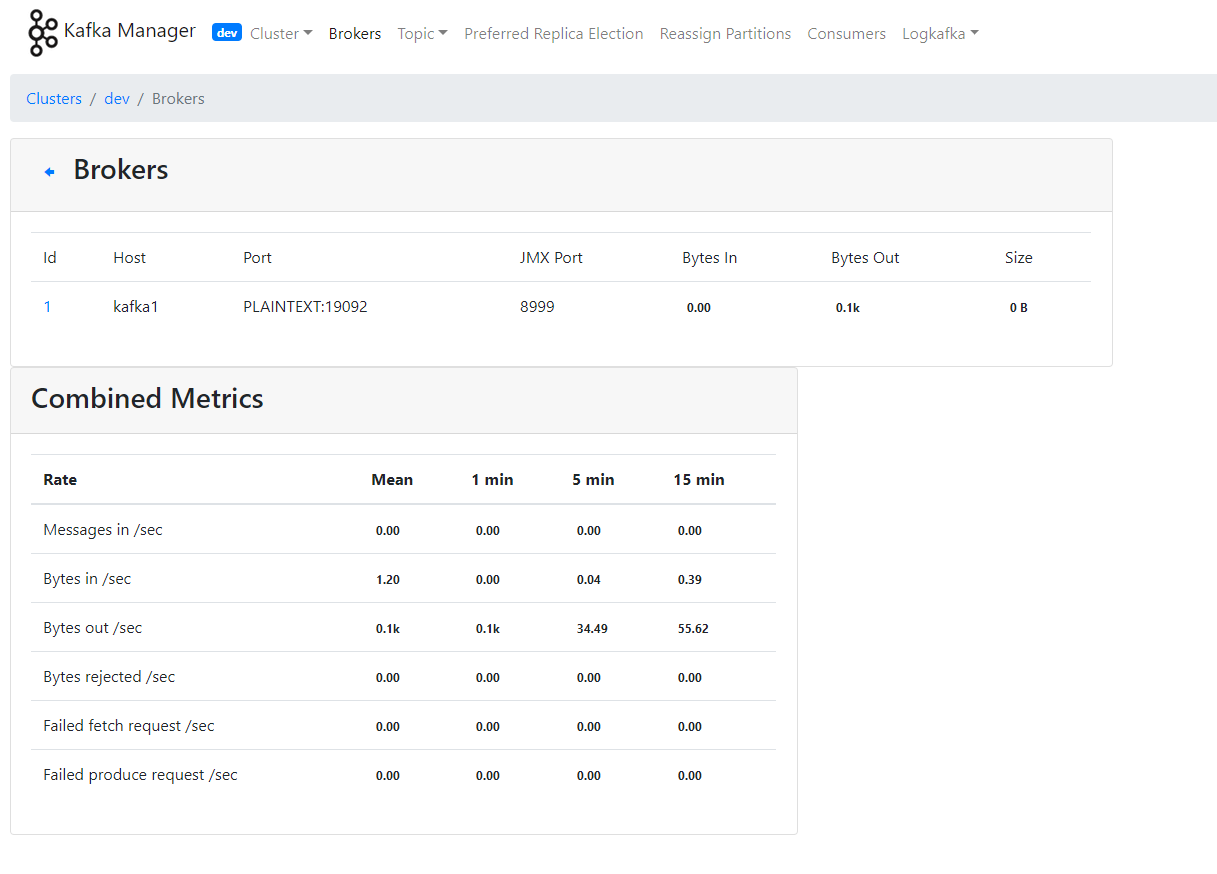 Kafka Manager dev Cluster Brokers Topic Preferred Replica Election Reassign Partitions Consumers Logkafka
Clusters / dev / Brokers
Brokers
Id Host Port JMX Port Bytes In Bytes Out Size
1 kafka1 PLAINTEXT:19092 8999 0.00 0.1k 0 B
Combined Metrics
Rate Mean 1 min 5 min 15 min
Messages in /sec 0.00 0.00 0.00 0.00
Bytes in /sec 1.20 0.00 0.04 0.39
Bytes out /sec 0.1k 0.1k 34.49 55.62
Bytes rejected /sec 0.00 0.00 0.00 0.00
Failed fetch request /sec 0.00 0.00 0.00 0.00
Failed produce request /sec 0.00 0.00 0.00 0.00